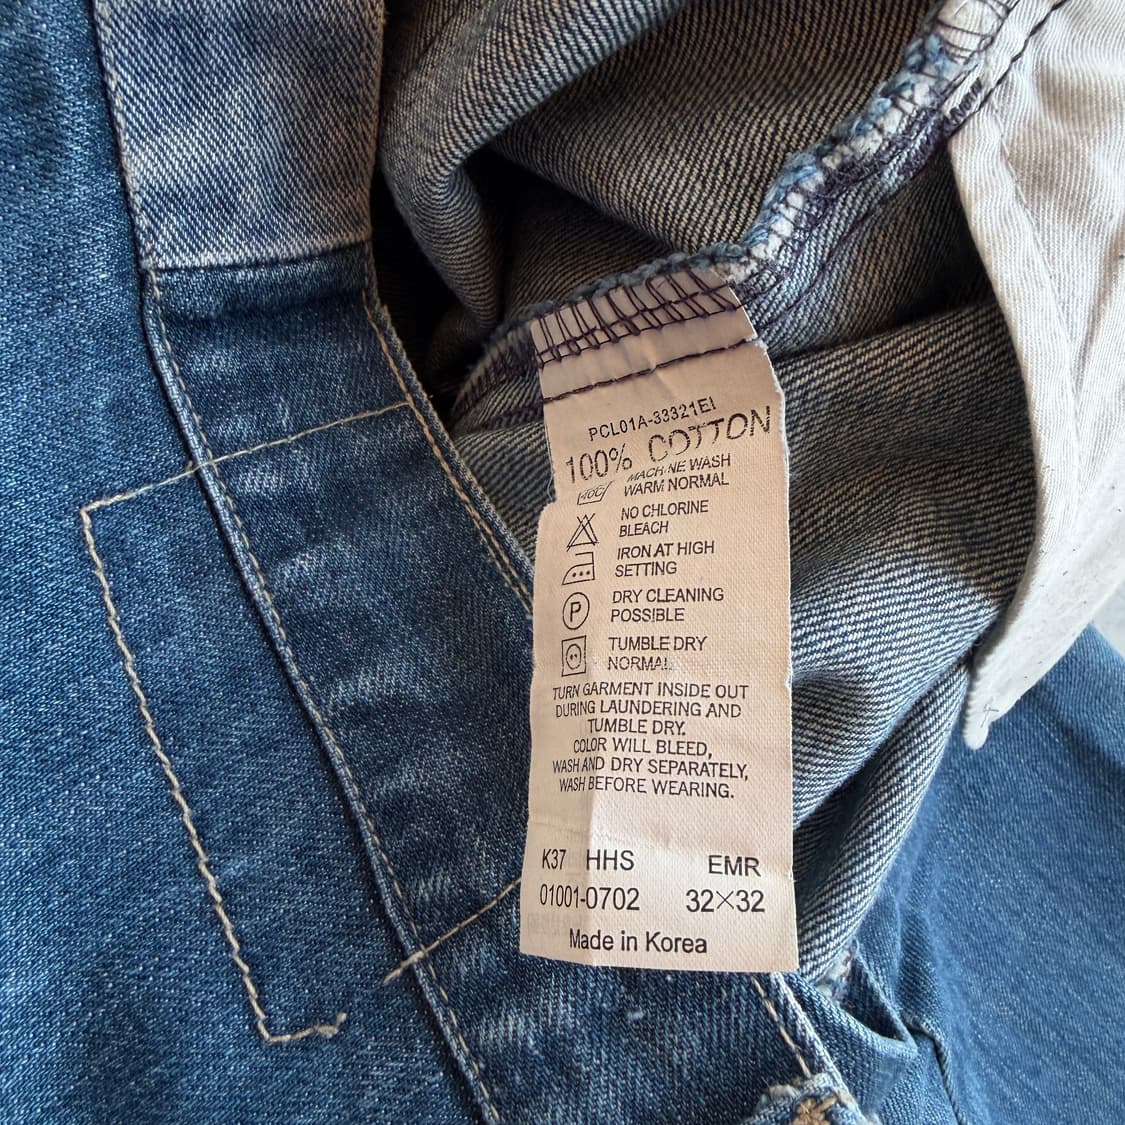 PCL01A-33321EI
100% COTTON
40C MACHINE WASH
WARM NORMAL
NO CHLORINE
BLEACH
IRON AT HIGH
SETTING
P DRY CLEANING
POSSIBLE
TUMBLE DRY
NORMAL
TURN GARMENT INSIDE OUT
DURING LAUNDERING AND
TUMBLE DRY.
COLOR WILL BLEED,
WASH AND DRY SEPARATELY,
WASH BEFORE WEARING.
K37 HHS EMR
01001-0702 32×32
Made in Korea